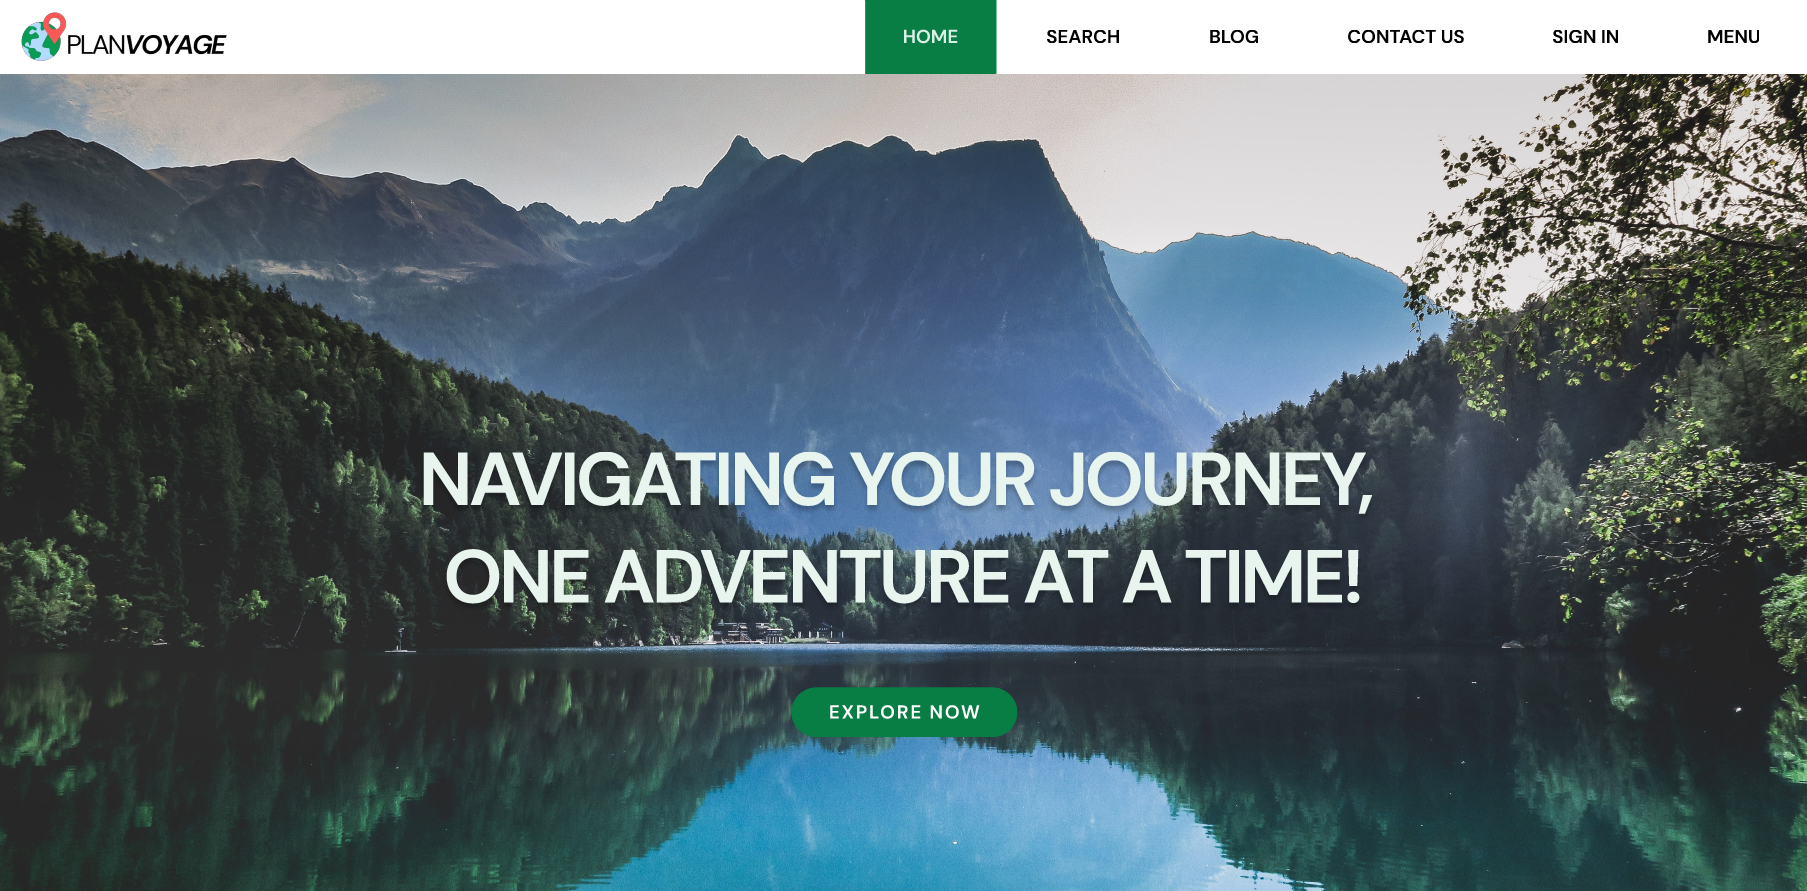 PLANVOYAGE
HOME SEARCH BLOG CONTACT US SIGN IN MENU
NAVIGATING YOUR JOURNEY,
ONE ADVENTURE AT A TIME!
EXPLORE NOW